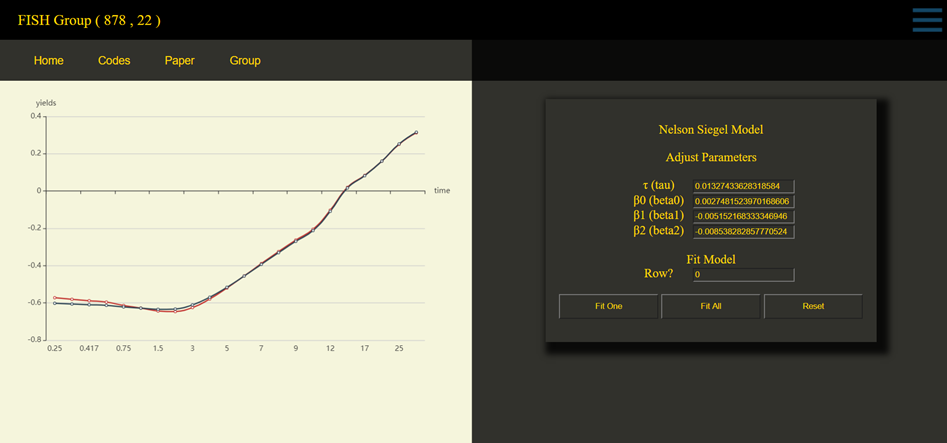 FISH Group ( 878 , 22 )
Home Codes Paper Group
yields
0.4
0.2
0
-0.2
-0.4
-0.6
-0.8
time
0.25 0.417 0.75 1.5 3 5 7 9 12 17 25
Nelson Siegel Model
Adjust Parameters
τ (tau) 0.01327433628318584
β0 (beta0) 0.0027481523970168606
β1 (beta1) -0.005152168333346946
β2 (beta2) -0.008538282857770524
Fit Model
Row? 0
Fit One Fit All Reset